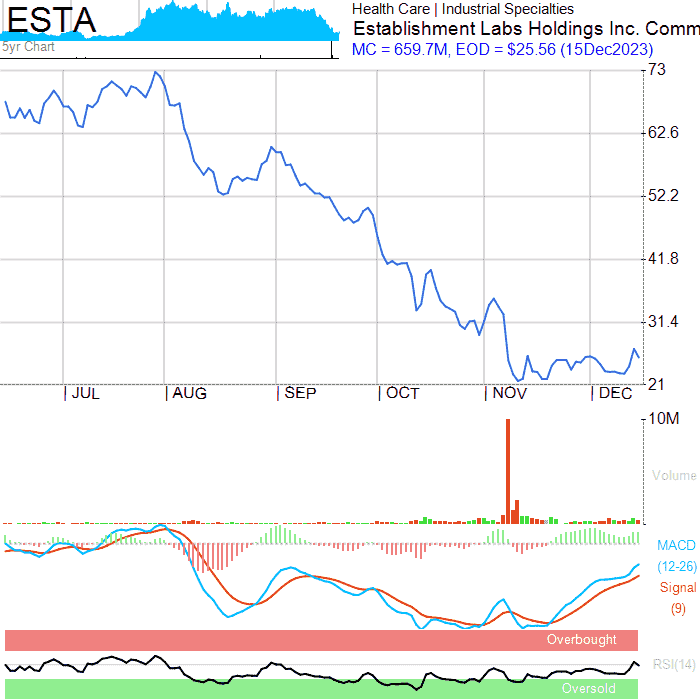 ESTA
5yr Chart
Health Care | Industrial Specialties
Establishment Labs Holdings Inc. Comm
MC = 659.7M, EOD = $25.56 (15Dec2023)
73
62.6
52.2
41.8
31.4
21
| JUL | AUG | SEP | OCT | NOV | DEC
10M
Volume
MACD
(12-26)
Signal
(9)
Overbought
RSI(14)
Oversold